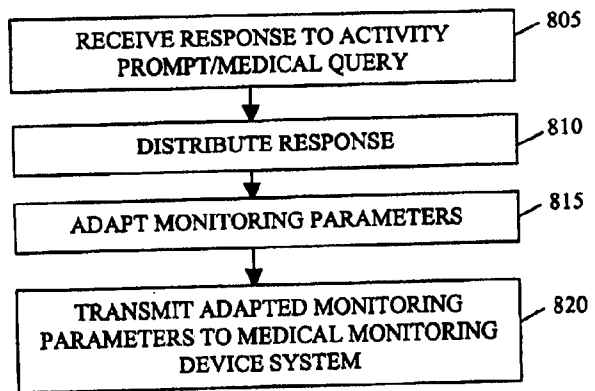 RECEIVE RESPONSE TO ACTIVITY
PROMPT/MEDICAL QUERY
805
DISTRIBUTE RESPONSE
810
ADAPT MONITORING PARAMETERS
815
TRANSMIT ADAPTED MONITORING
PARAMETERS TO MEDICAL MONITORING
DEVICE SYSTEM
820